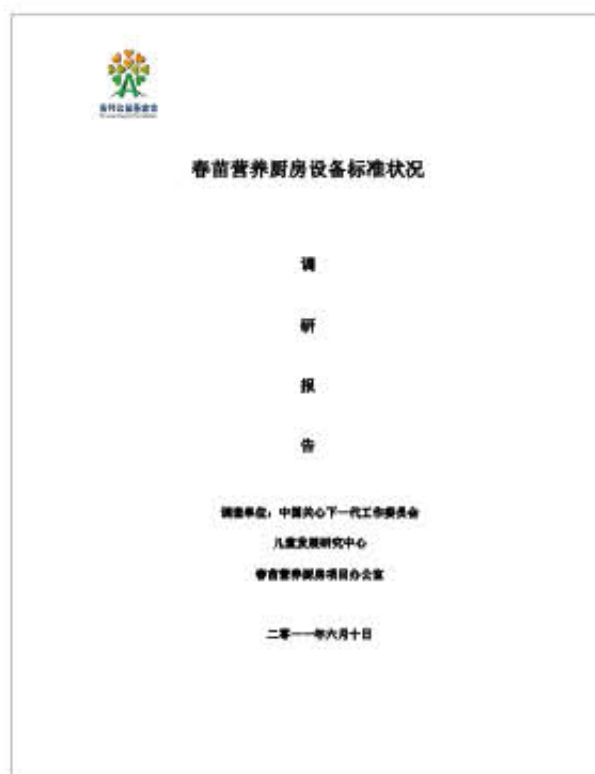 春苗营养厨房设备标准状况
调
研
报
告
调查单位:中国关心下一代工作委员会
儿童发展研究中心
春苗营养厨房项目办公室
二零一一年六月十日